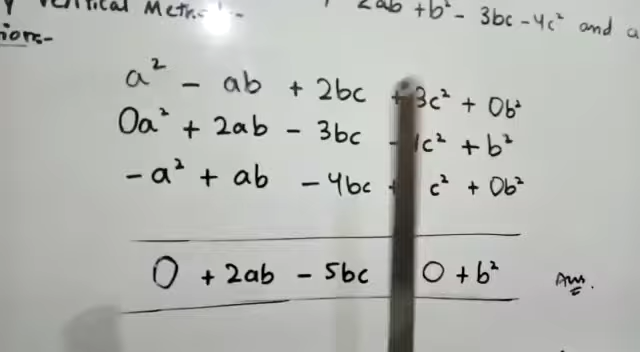 Vertical Meth
2ab + b² - 3bc - 4c² and a
a² - ab + 2bc + 3c² + 0b²
0a² + 2ab - 3bc - c² + b²
- a² + ab - 4bc + c² + 0b²
0 + 2ab - 5bc 0 + b² Ans.